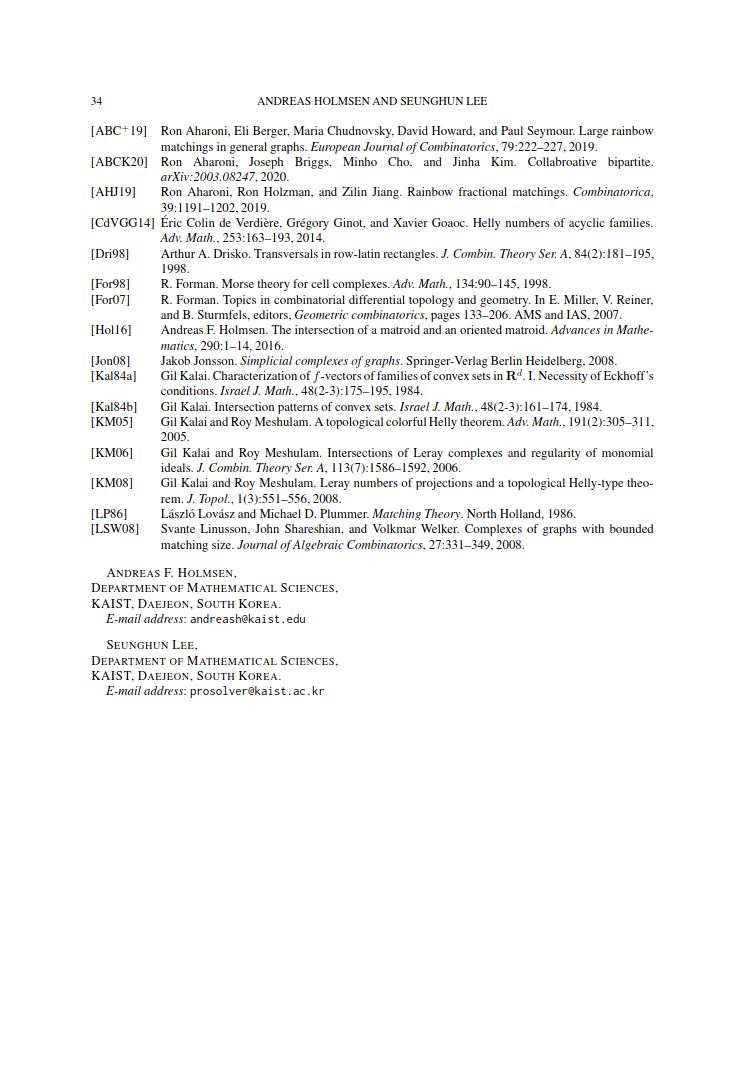 34 ANDREAS HOLMSEN AND SEUNGHUN LEE
[ABC+19] Ron Aharoni, Eli Berger, Maria Chudnovsky, David Howard, and Paul Seymour. Large rainbow
matchings in general graphs. European Journal of Combinatorics, 79:222–227, 2019.
[ABCK20] Ron Aharoni, Joseph Briggs, Minho Cho, and Jinha Kim. Collabroative bipartite.
arXiv:2003.08247, 2020.
[AHJ19] Ron Aharoni, Ron Holzman, and Zilin Jiang. Rainbow fractional matchings. Combinatorica,
39:1191–1202, 2019.
[CdVGG14] Éric Colin de Verdière, Grégory Ginot, and Xavier Goaoc. Helly numbers of acyclic families.
Adv. Math., 253:163–193, 2014.
[Dri98] Arthur A. Drisko. Transversals in row-latin rectangles. J. Combin. Theory Ser. A, 84(2):181–195,
1998.
[For98] R. Forman. Morse theory for cell complexes. Adv. Math., 134:90–145, 1998.
[For07] R. Forman. Topics in combinatorial differential topology and geometry. In E. Miller, V. Reiner,
and B. Sturmfels, editors, Geometric combinatorics, pages 133–206. AMS and IAS, 2007.
[Hol16] Andreas F. Holmsen. The intersection of a matroid and an oriented matroid. Advances in Mathe-
matics, 290:1–14, 2016.
[Jon08] Jakob Jonsson. Simplicial complexes of graphs. Springer-Verlag Berlin Heidelberg, 2008.
[Kal84a] Gil Kalai. Characterization of f-vectors of families of convex sets in R^d. I. Necessity of Eckhoff's
conditions. Israel J. Math., 48(2-3):175–195, 1984.
[Kal84b] Gil Kalai. Intersection patterns of convex sets. Israel J. Math., 48(2-3):161–174, 1984.
[KM05] Gil Kalai and Roy Meshulam. A topological colorful Helly theorem. Adv. Math., 191(2):305–311,
2005.
[KM06] Gil Kalai and Roy Meshulam. Intersections of Leray complexes and regularity of monomial
ideals. J. Combin. Theory Ser. A, 113(7):1586–1592, 2006.
[KM08] Gil Kalai and Roy Meshulam. Leray numbers of projections and a topological Helly-type theo-
rem. J. Topol., 1(3):551–556, 2008.
[LP86] László Lovász and Michael D. Plummer. Matching Theory. North Holland, 1986.
[LSW08] Svante Linusson, John Shareshian, and Volkmar Welker. Complexes of graphs with bounded
matching size. Journal of Algebraic Combinatorics, 27:331–349, 2008.
ANDREAS F. HOLMSEN,
DEPARTMENT OF MATHEMATICAL SCIENCES,
KAIST, DAEJEON, SOUTH KOREA.
E-mail address: andreash@kaist.edu
SEUNGHUN LEE,
DEPARTMENT OF MATHEMATICAL SCIENCES,
KAIST, DAEJEON, SOUTH KOREA.
E-mail address: prosolver@kaist.ac.kr